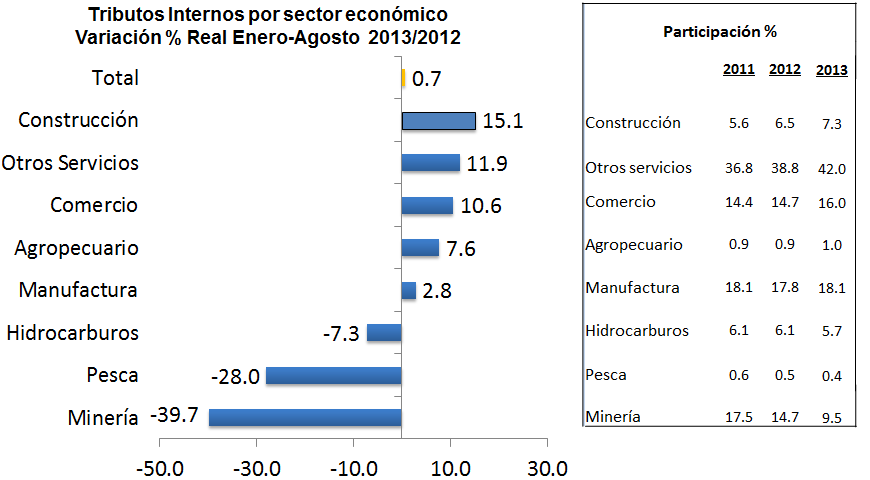 Tributos Internos por sector económico
Variación % Real Enero-Agosto 2013/2012
Total 0.7
Construcción 15.1
Otros Servicios 11.9
Comercio 10.6
Agropecuario 7.6
Manufactura 2.8
Hidrocarburos -7.3
Pesca -28.0
Minería -39.7
-50.0 -30.0 -10.0 10.0 30.0
Participación %
2011 2012 2013
Construcción 5.6 6.5 7.3
Otros servicios 36.8 38.8 42.0
Comercio 14.4 14.7 16.0
Agropecuario 0.9 0.9 1.0
Manufactura 18.1 17.8 18.1
Hidrocarburos 6.1 6.1 5.7
Pesca 0.6 0.5 0.4
Minería 17.5 14.7 9.5